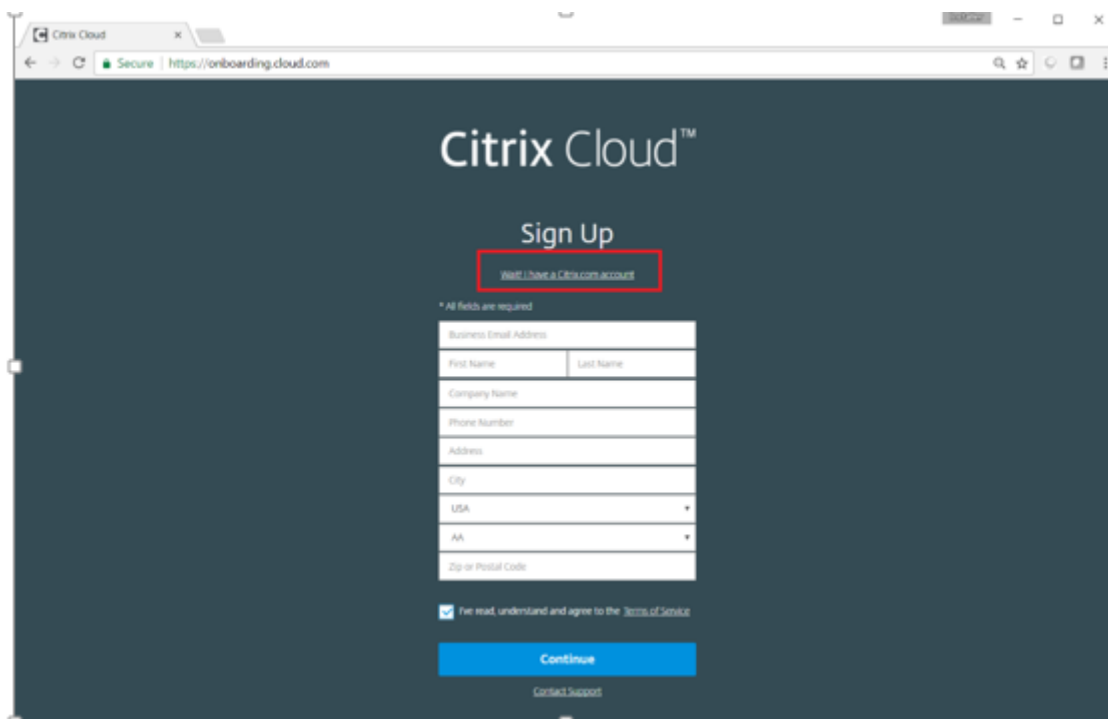 Citrix Cloud
Secure | https://onboarding.cloud.com
Citrix Cloud™
Sign Up
Wait! I have a Citrix.com account
* All fields are required
Business Email Address
First Name Last Name
Company Name
Phone Number
Address
City
USA
AA
Zip or Postal Code
I've read, understand and agree to the Terms of Service
Continue
Contact Support